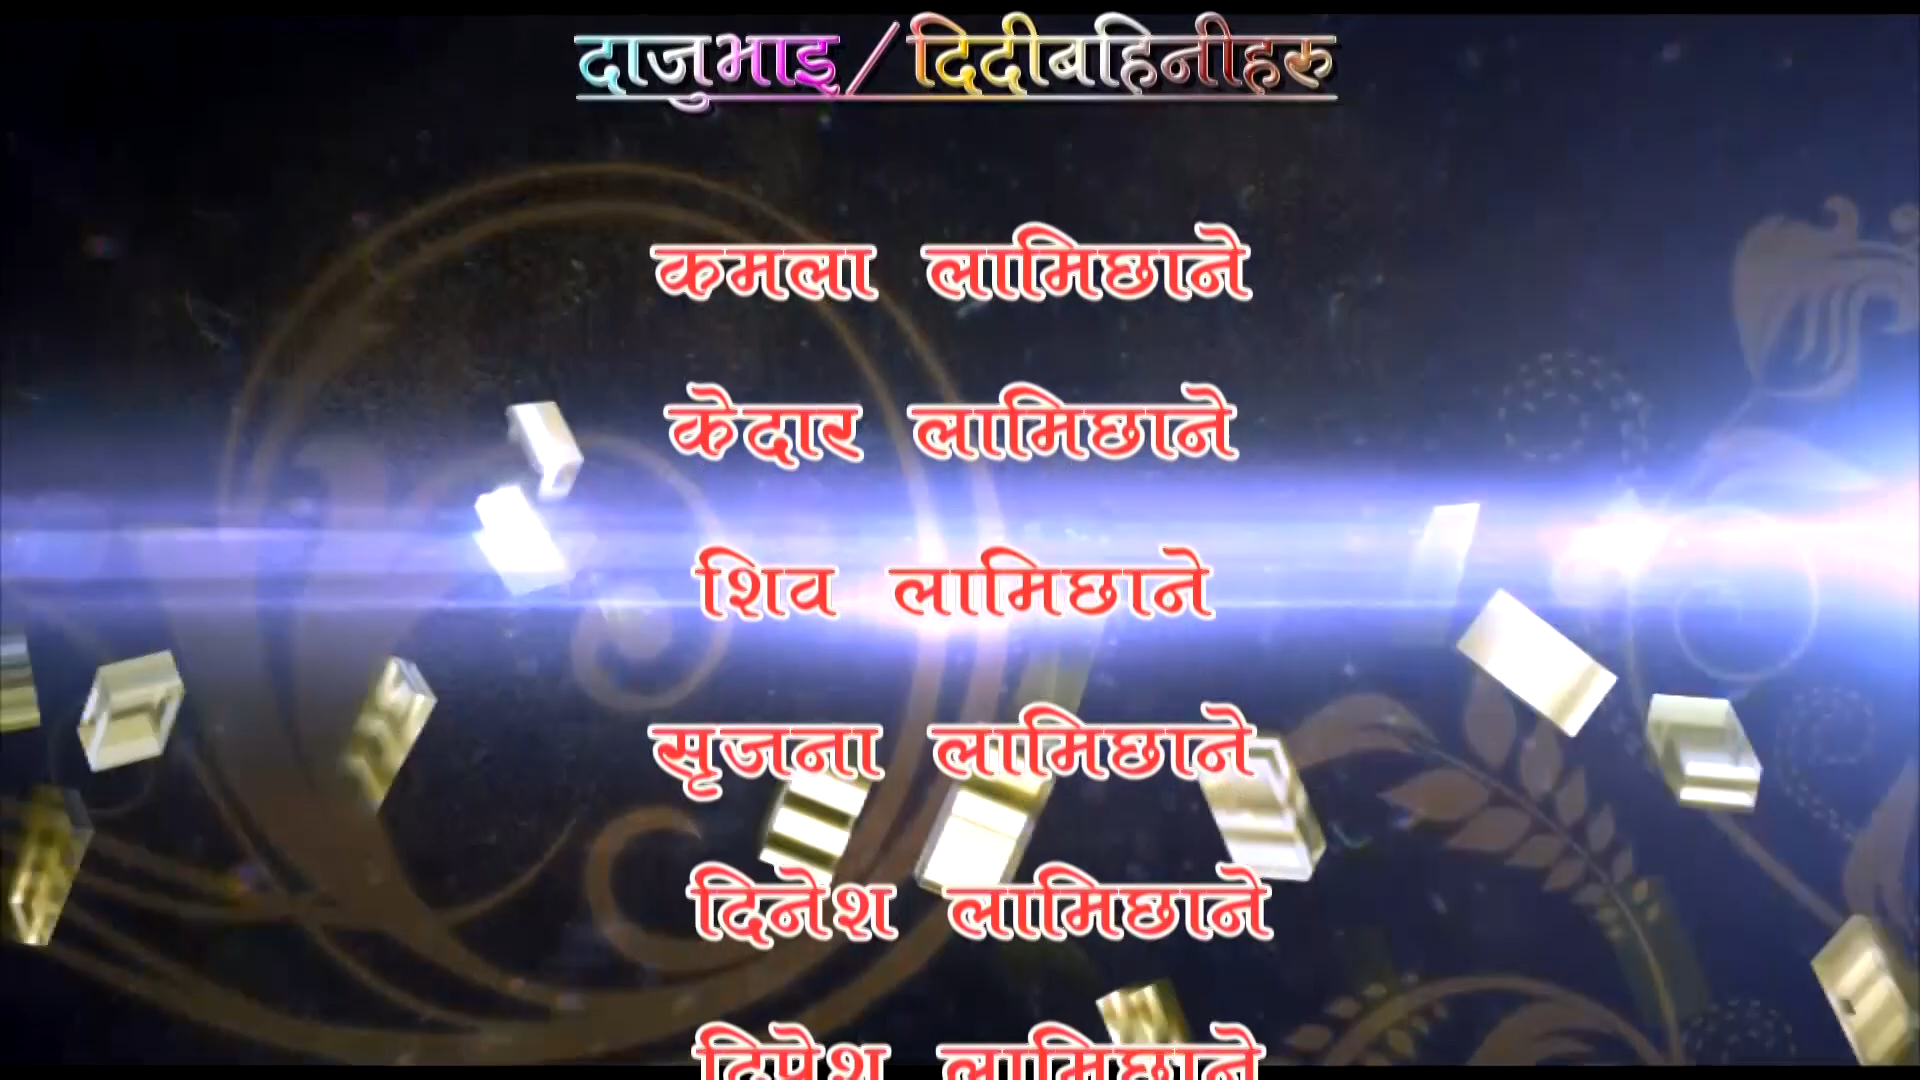 दाजुभाइ/दिदीबहिनीहरु
कमला लामिछाने
केदार लामिछाने
शिव लामिछाने
सृजना लामिछाने
दिनेश लामिछाने
दिपेश लामिछाने